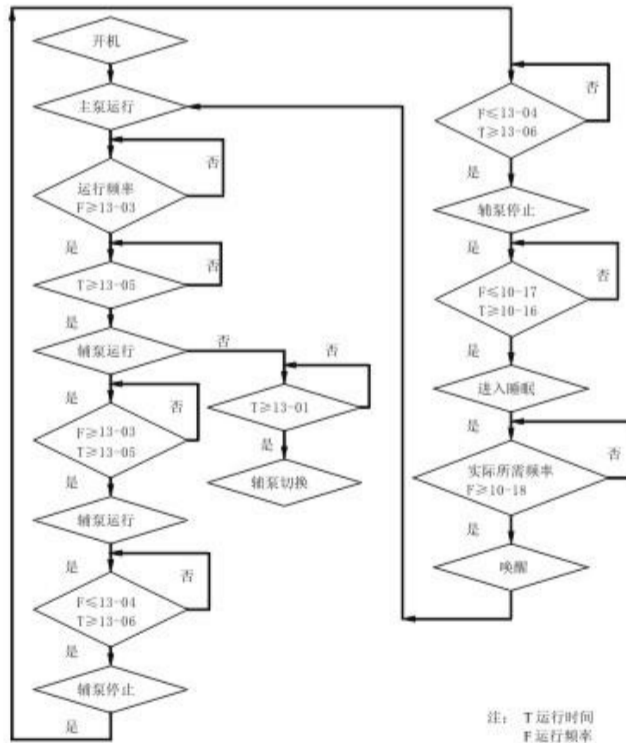 开机
主泵运行
否
运行频率
F≥13-03
是
否
T≥13-05
是
辅泵运行
否
否
T≥13-01
是
辅泵切换
是
否
F≥13-03
T≥13-05
是
辅泵运行
是
否
F≤13-04
T≥13-06
是
辅泵停止
是
否
F≤13-04
T≥13-06
是
辅泵停止
是
否
F≤10-17
T≥10-16
是
进入睡眠
是
否
实际所需频率
F≥10-18
是
唤醒
注: T 运行时间
F 运行频率